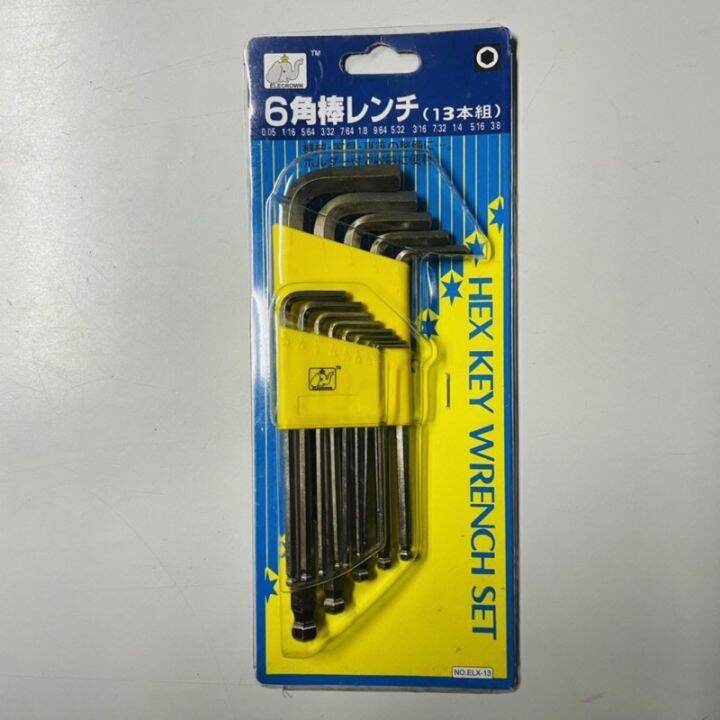 TM
ELECROWN
6角棒レンチ(13本組)
0.05 1/16 5/64 3/32 7/64 1/8 9/64 5/32 3/16 7/32 1/4 5/16 3/8
HEX KEY WRENCH SET
NO.ELX-13